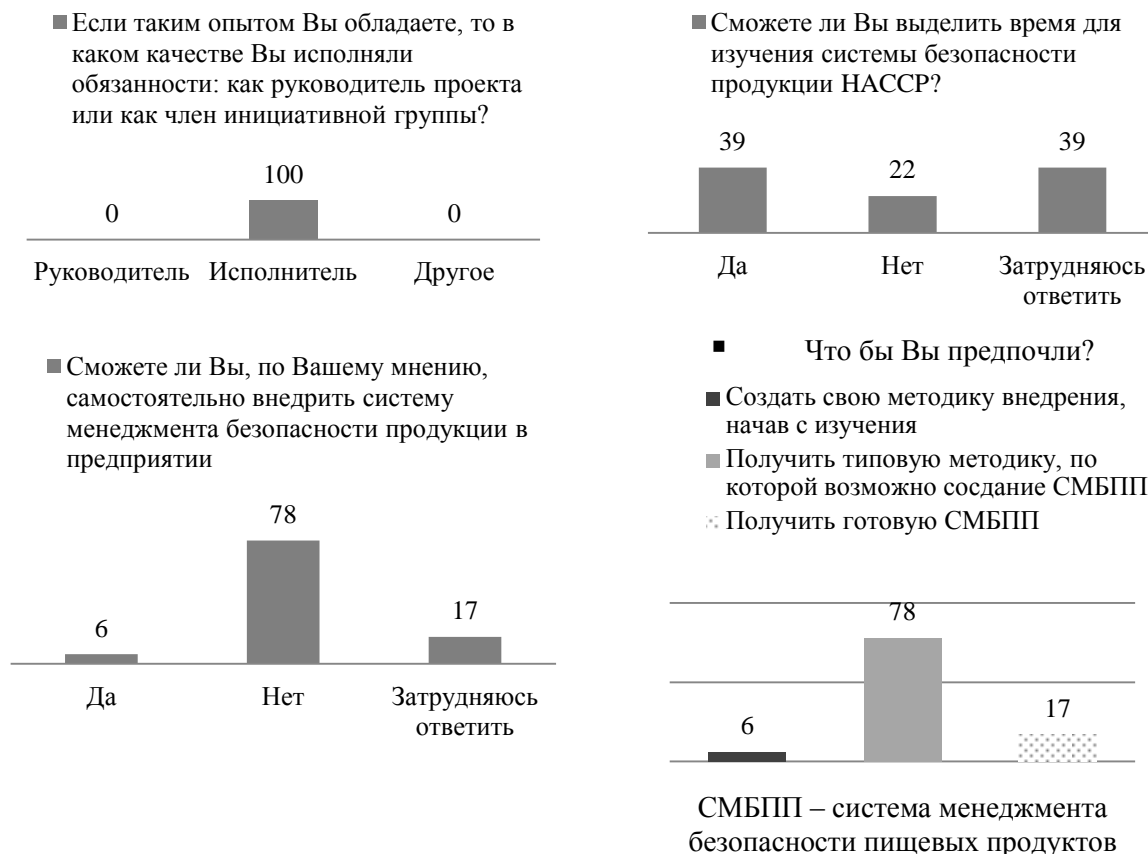 Если таким опытом Вы обладаете, то в
каком качестве Вы исполняли
обязанности: как руководитель проекта
или как член инициативной группы?
0
100
0
Руководитель
Исполнитель
Другое
Сможете ли Вы выделить время для
изучения системы безопасности
продукции НАССР?
39
22
39
Да
Нет
Затрудняюсь
ответить
Сможете ли Вы, по Вашему мнению,
самостоятельно внедрить систему
менеджмента безопасности продукции в
предприятии
6
78
17
Да
Нет
Затрудняюсь
ответить
Что бы Вы предпочли?
Создать свою методику внедрения,
начав с изучения
Получить типовую методику, по
которой возможно сосдание СМБПП
Получить готовую СМБПП
6
78
17
СМБПП – система менеджмента
безопасности пищевых продуктов